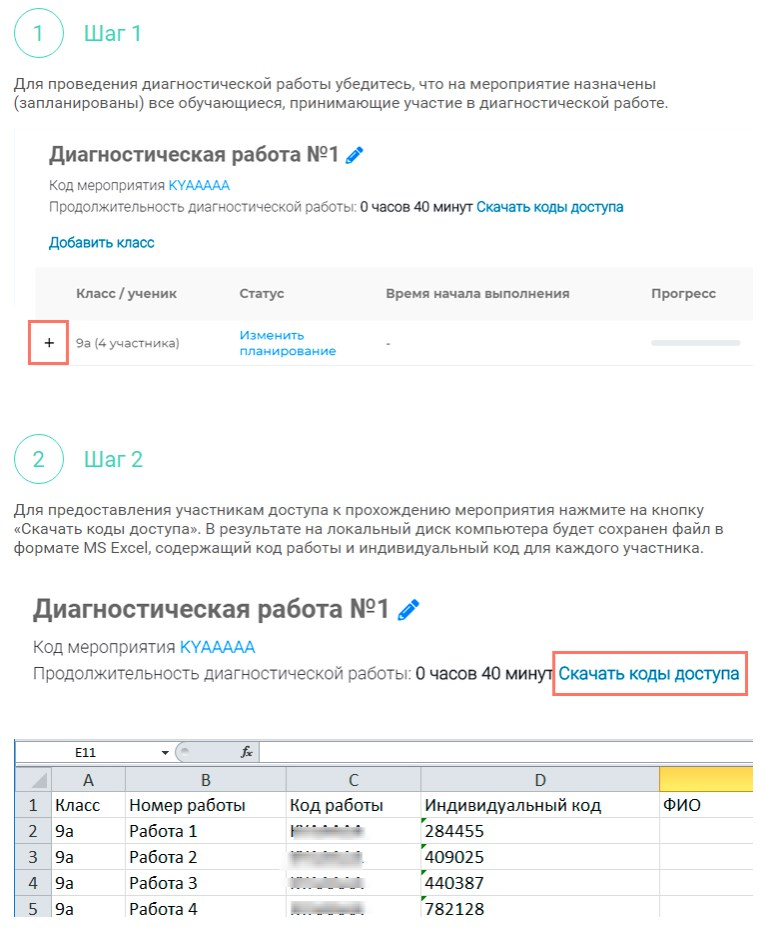 1 Шаг 1
Для проведения диагностической работы убедитесь, что на мероприятие назначены
(запланированы) все обучающиеся, принимающие участие в диагностической работе.
Диагностическая работа №1
Код мероприятия KYAAAAA
Продолжительность диагностической работы: 0 часов 40 минут Скачать коды доступа
Добавить класс
Класс / ученик Статус Время начала выполнения Прогресс
+ 9а (4 участника) Изменить
планирование -
2 Шаг 2
Для предоставления участникам доступа к прохождению мероприятия нажмите на кнопку
«Скачать коды доступа». В результате на локальный диск компьютера будет сохранен файл в
формате MS Excel, содержащий код работы и индивидуальный код для каждого участника.
Диагностическая работа №1
Код мероприятия KYAAAAA
Продолжительность диагностической работы: 0 часов 40 минут Скачать коды доступа
E11 fx
A B C D
1 Класс Номер работы Код работы Индивидуальный код ФИО
2 9а Работа 1 284455
3 9а Работа 2 409025
4 9а Работа 3 440387
5 9а Работа 4 782128